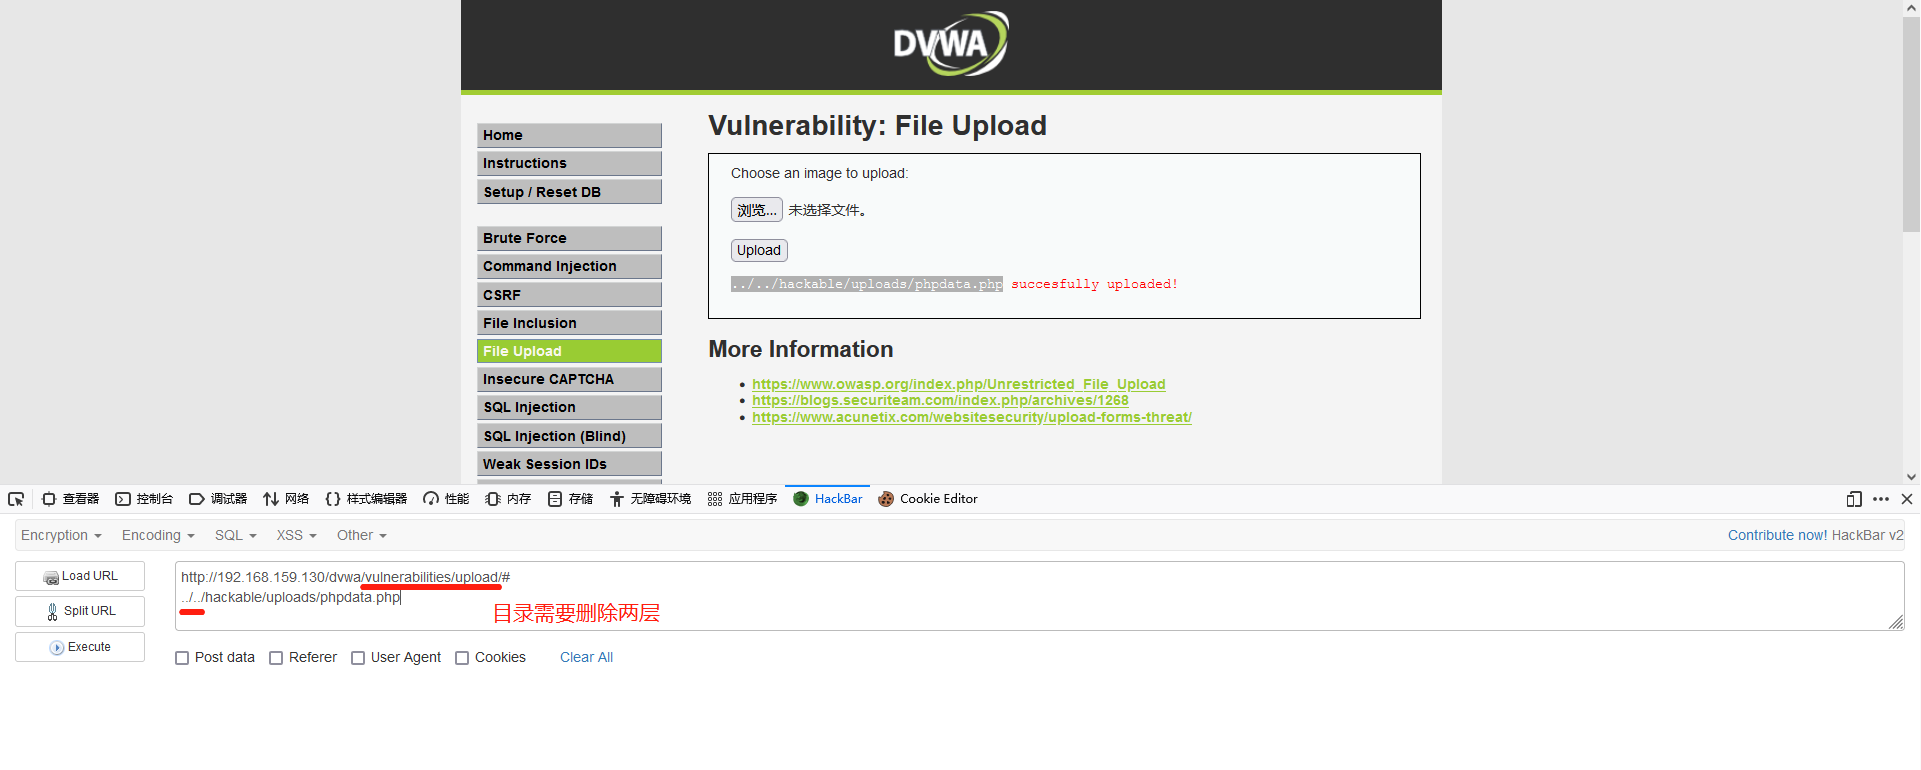 DVWA
Home
Instructions
Setup / Reset DB
Brute Force
Command Injection
CSRF
File Inclusion
File Upload
Insecure CAPTCHA
SQL Injection
SQL Injection (Blind)
Weak Session IDs
Vulnerability: File Upload
Choose an image to upload:
浏览... 未选择文件。
Upload
../../hackable/uploads/phpdata.php succesfully uploaded!
More Information
https://www.owasp.org/index.php/Unrestricted_File_Upload
https://blogs.securiteam.com/index.php/archives/1268
https://www.acunetix.com/websitesecurity/upload-forms-threat/
查看器 控制台 调试器 网络 样式编辑器 性能 内存 存储 无障碍环境 应用程序 HackBar Cookie Editor
Encryption Encoding SQL XSS Other Contribute now! HackBar v2
Load URL
Split URL
Execute
http://192.168.159.130/dvwa/vulnerabilities/upload/#
../../hackable/uploads/phpdata.php
目录需要删除两层
Post data Referer User Agent Cookies Clear All